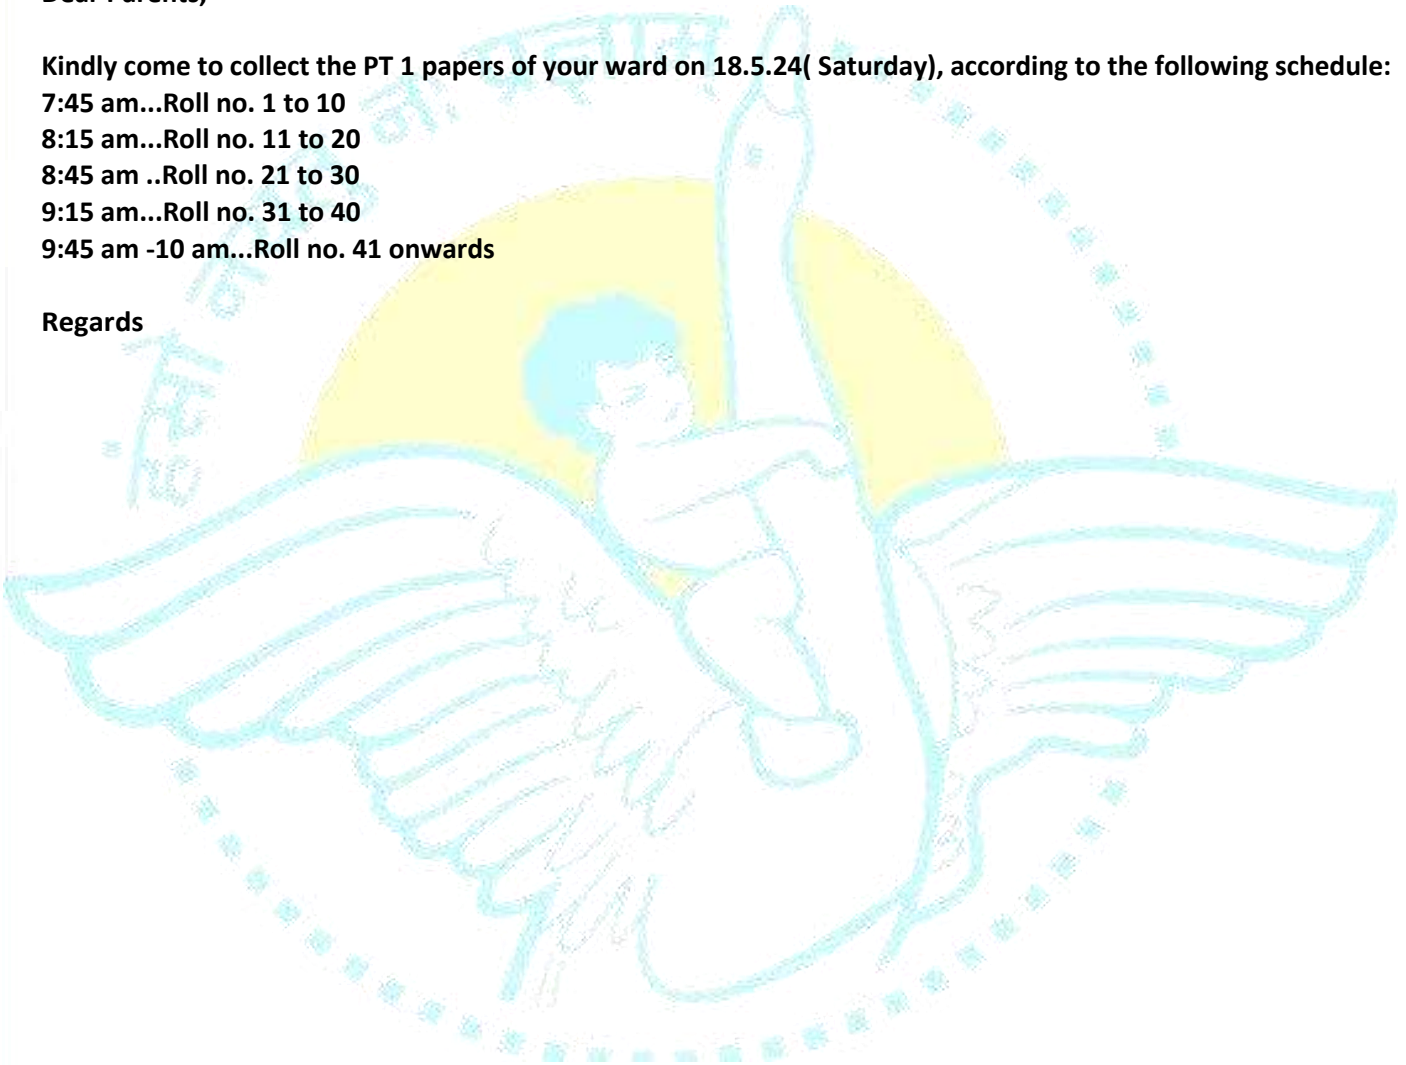 Dear Parents,
Kindly come to collect the PT 1 papers of your ward on 18.5.24( Saturday), according to the following schedule:
7:45 am...Roll no. 1 to 10
8:15 am...Roll no. 11 to 20
8:45 am ..Roll no. 21 to 30
9:15 am...Roll no. 31 to 40
9:45 am -10 am...Roll no. 41 onwards
Regards